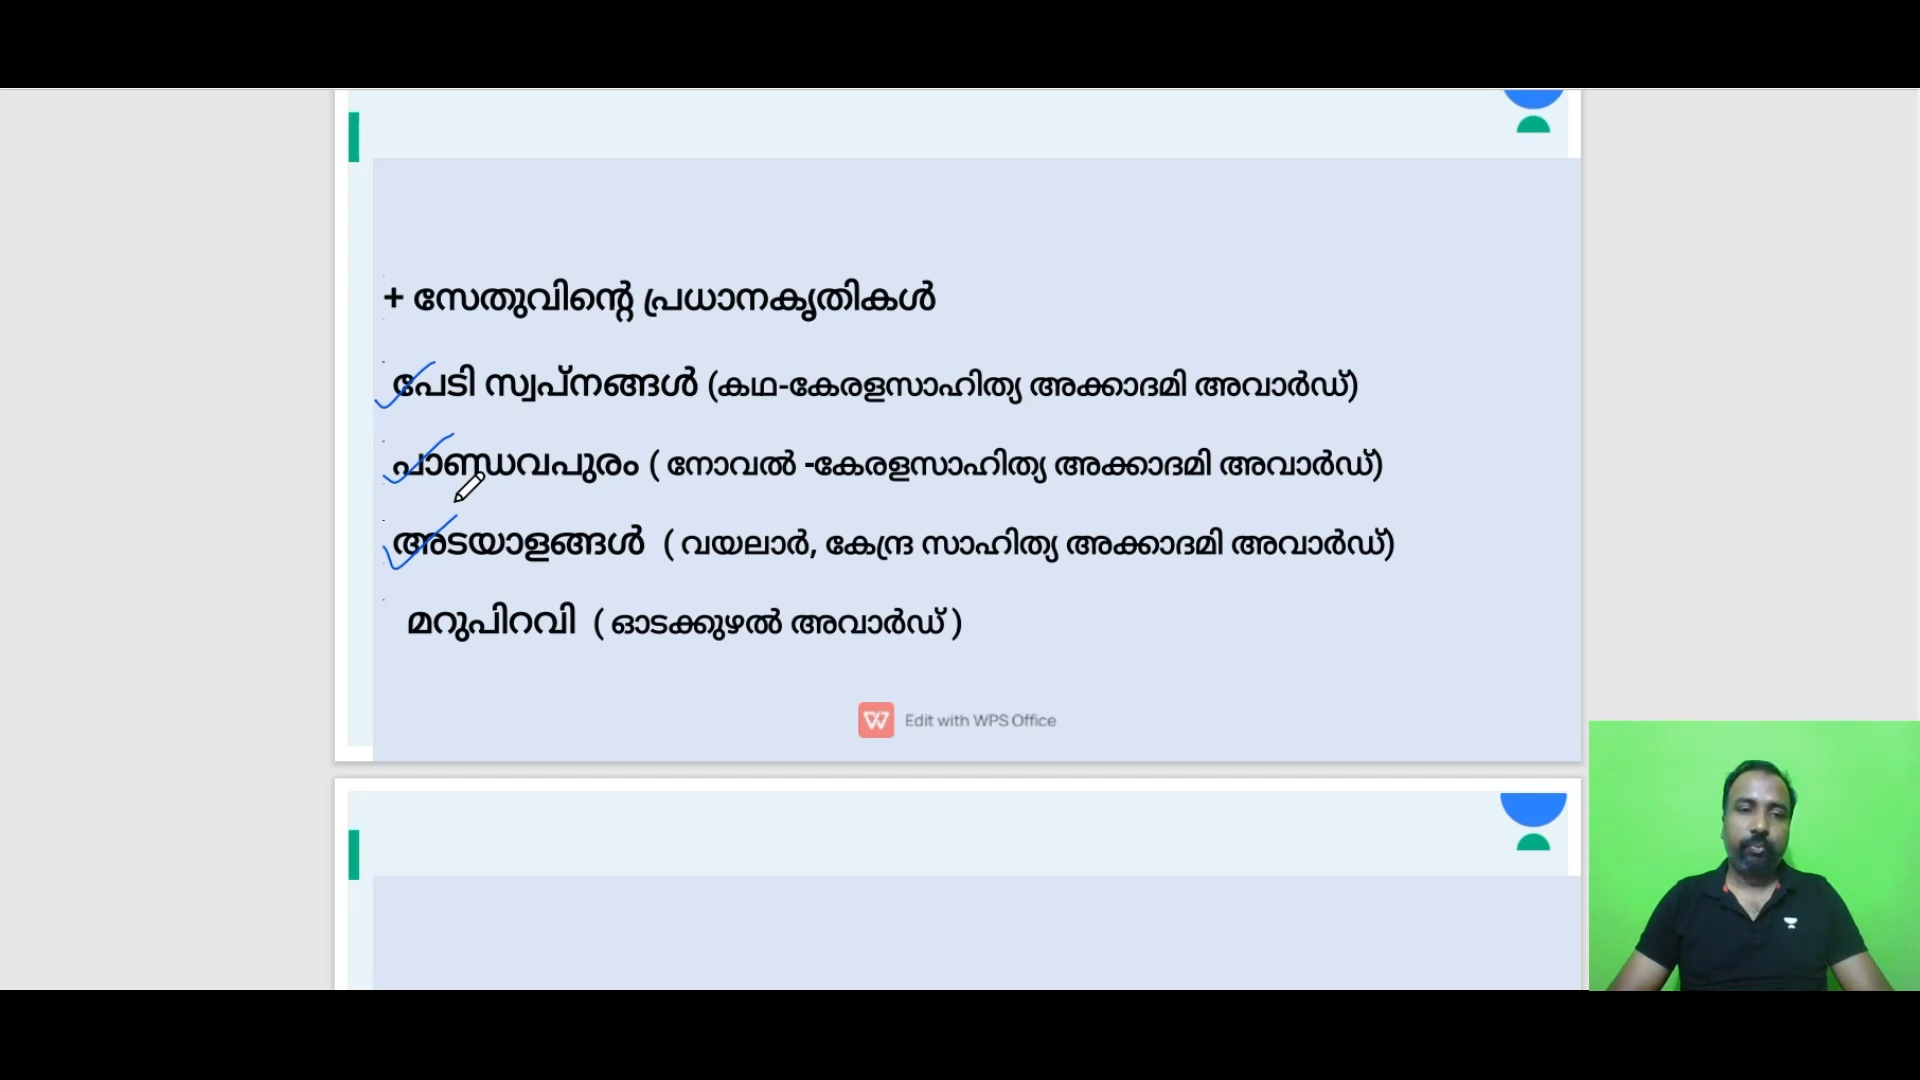 + സേതുവിന്റെ പ്രധാനകൃതികൾ
പേടി സ്വപ്നങ്ങൾ (കഥ-കേരളസാഹിത്യ അക്കാദമി അവാർഡ്)
പാണ്ഡവപുരം ( നോവൽ -കേരളസാഹിത്യ അക്കാദമി അവാർഡ്)
അടയാളങ്ങൾ ( വയലാർ, കേന്ദ്ര സാഹിത്യ അക്കാദമി അവാർഡ്)
മറുപിറവി ( ഓടക്കുഴൽ അവാർഡ് )
Edit with WPS Office